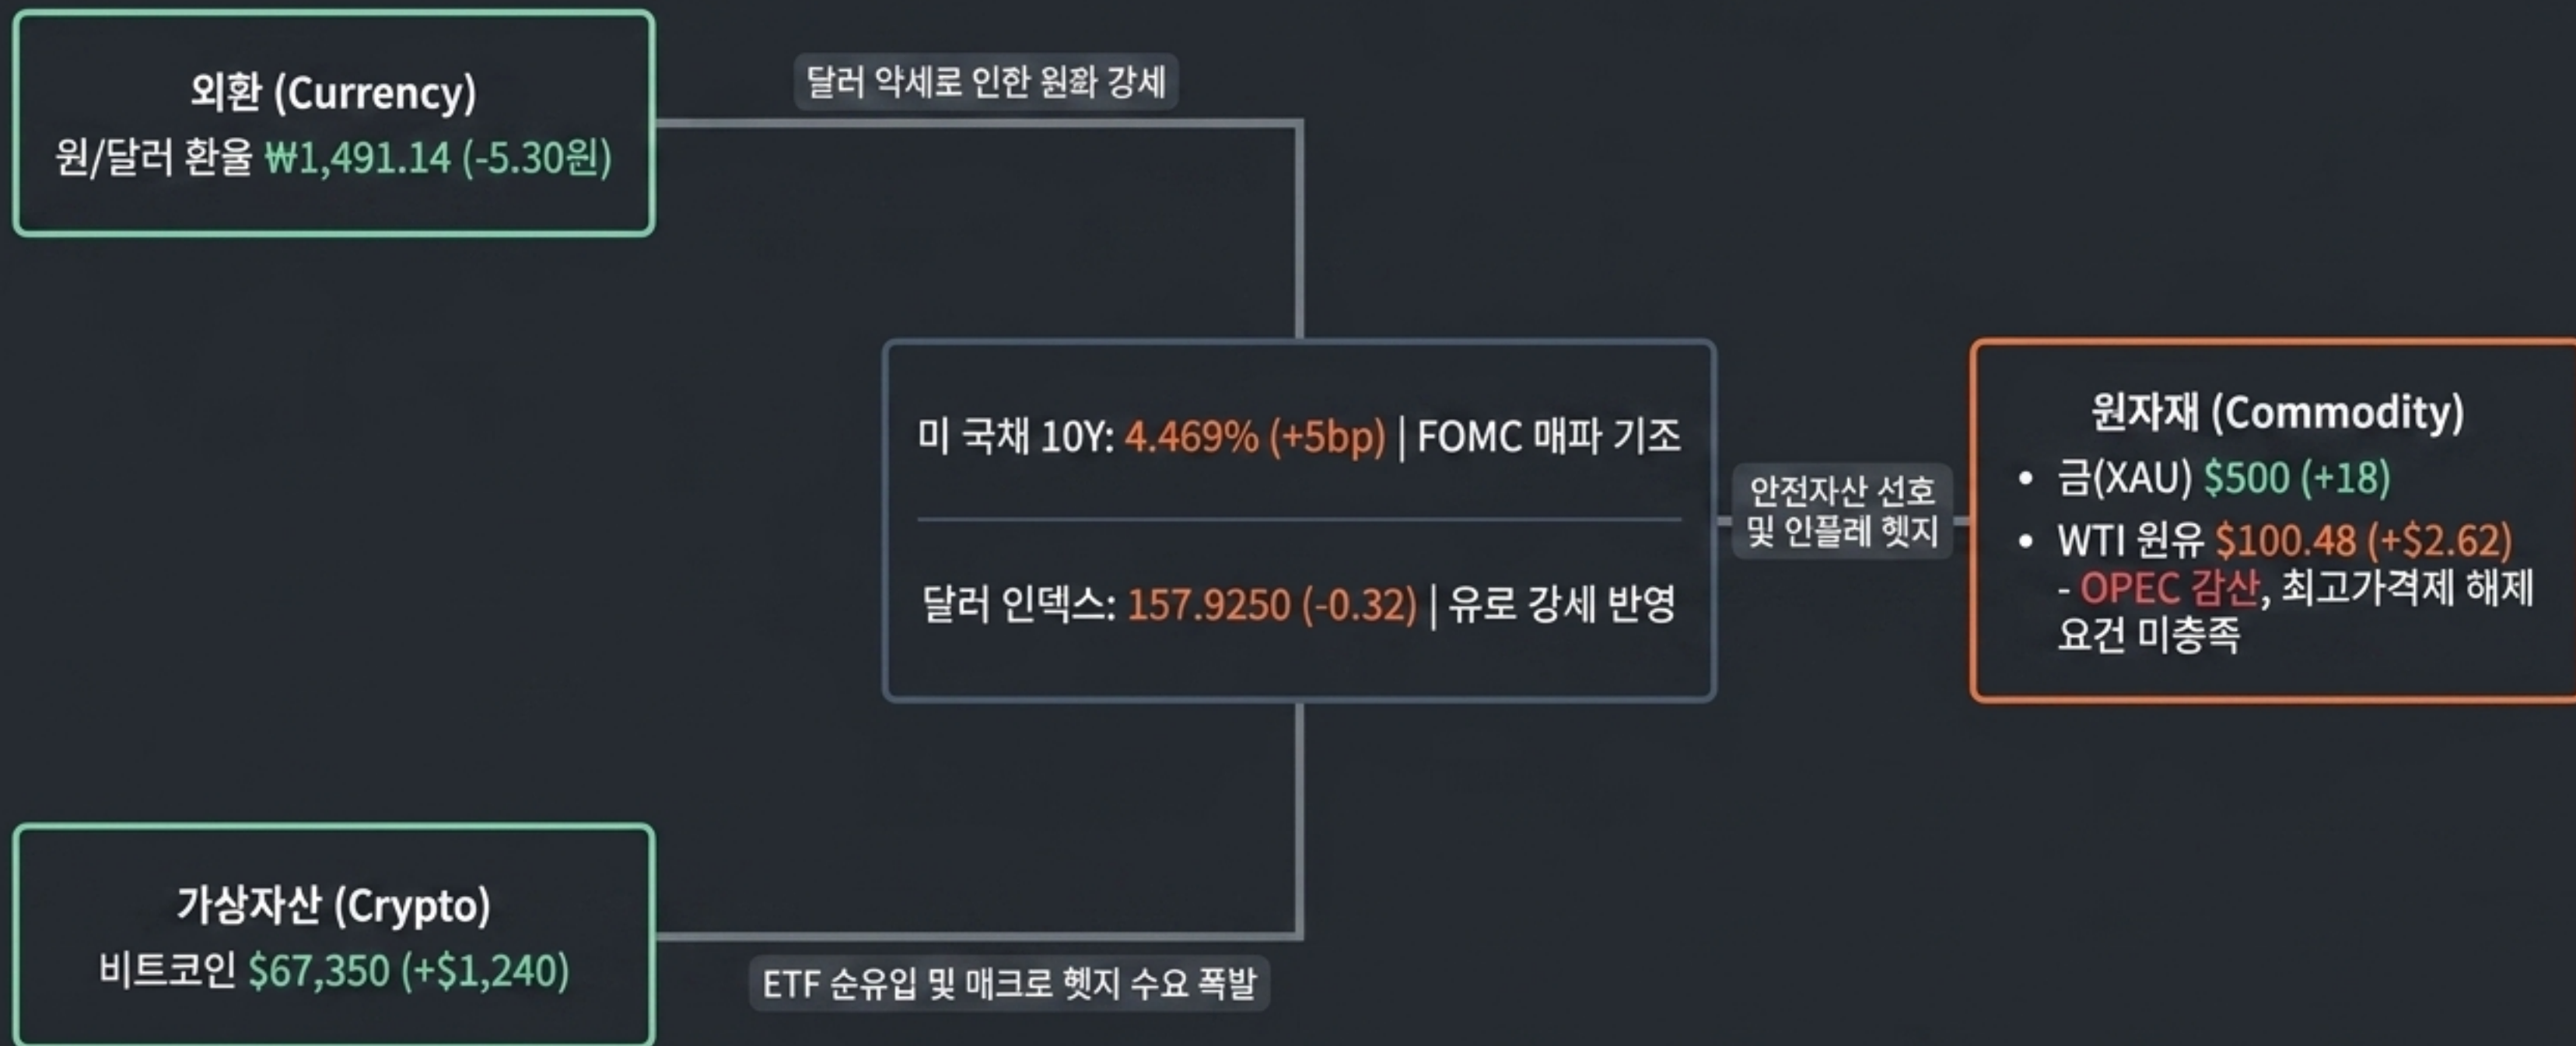 외환 (Currency)
원/달러 환율 ₩1,491.14 (-5.30원)
달러 약세로 인한 원화 강세
미 국채 10Y: 4.469% (+5bp) | FOMC 매파 기조
달러 인덱스: 157.9250 (-0.32) | 유로 강세 반영
안전자산 선호
및 인플레 헷지
원자재 (Commodity)
• 금(XAU) $500 (+18)
• WTI 원유 $100.48 (+$2.62)
- OPEC 감산, 최고가격제 해제
요건 미충족
가상자산 (Crypto)
비트코인 $67,350 (+$1,240)
ETF 순유입 및 매크로 헷지 수요 폭발